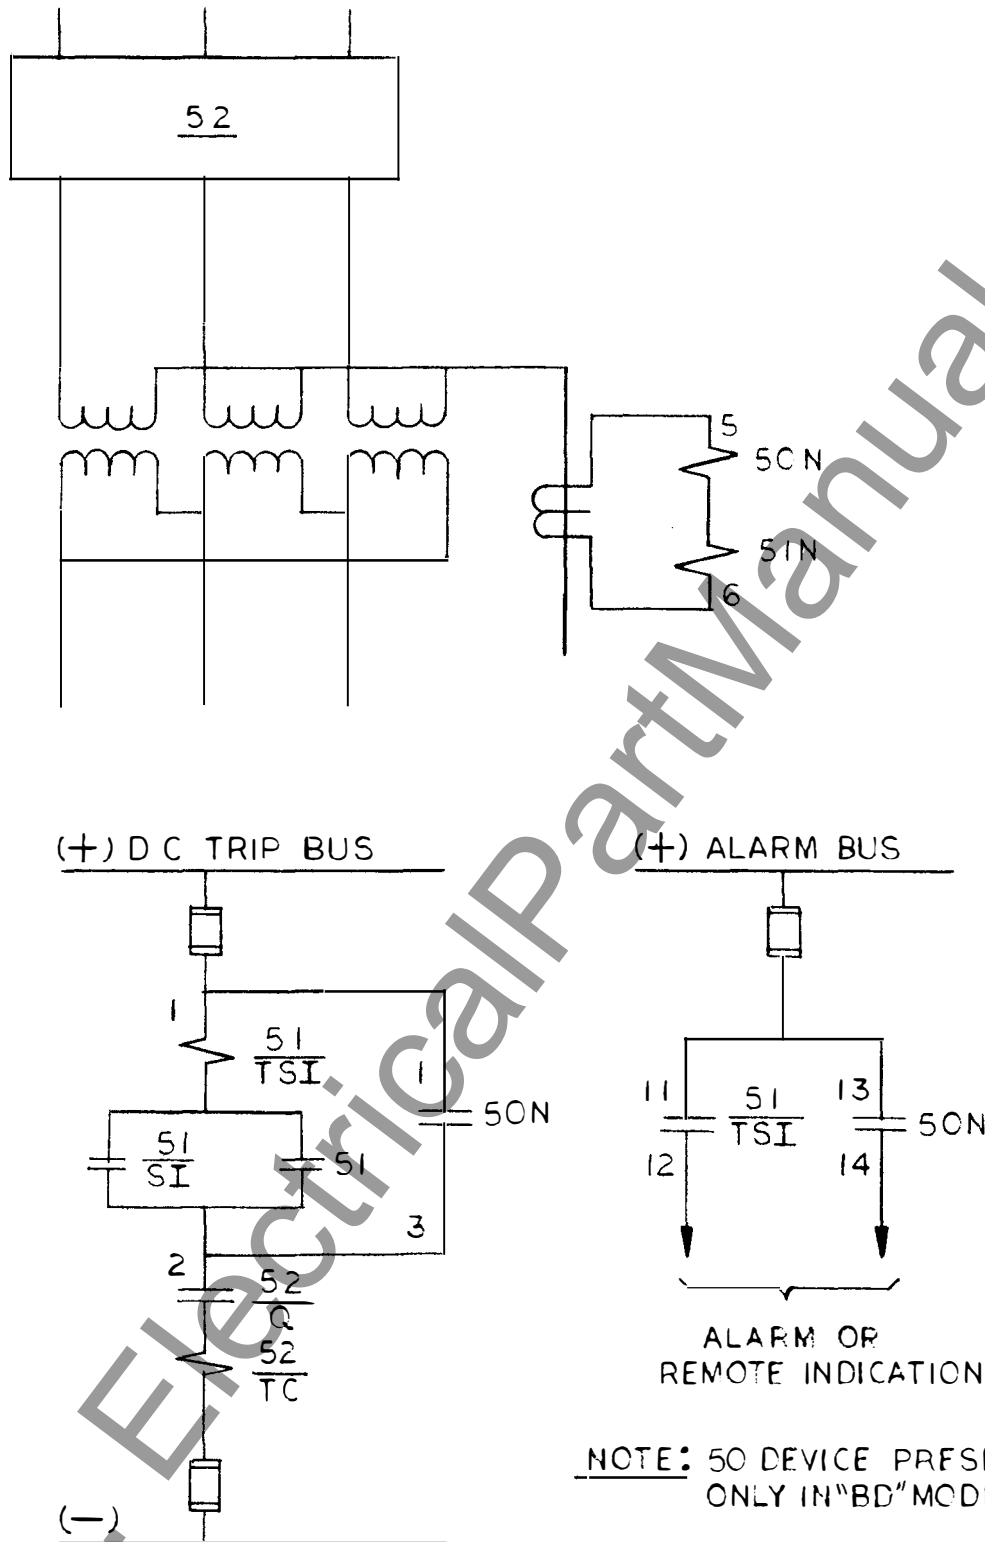 52
5
50N
51N
6
(+) DC TRIP BUS
(+) ALARM BUS
1
51
TSI
1
50N
51
SI
51
3
2
52
a
52
TC
(-)
11
51
TSI
13
50N
12
14
ALARM OR
REMOTE INDICATION
NOTE: 50 DEVICE
ONLY IN "BD"
ElectricalPartManual